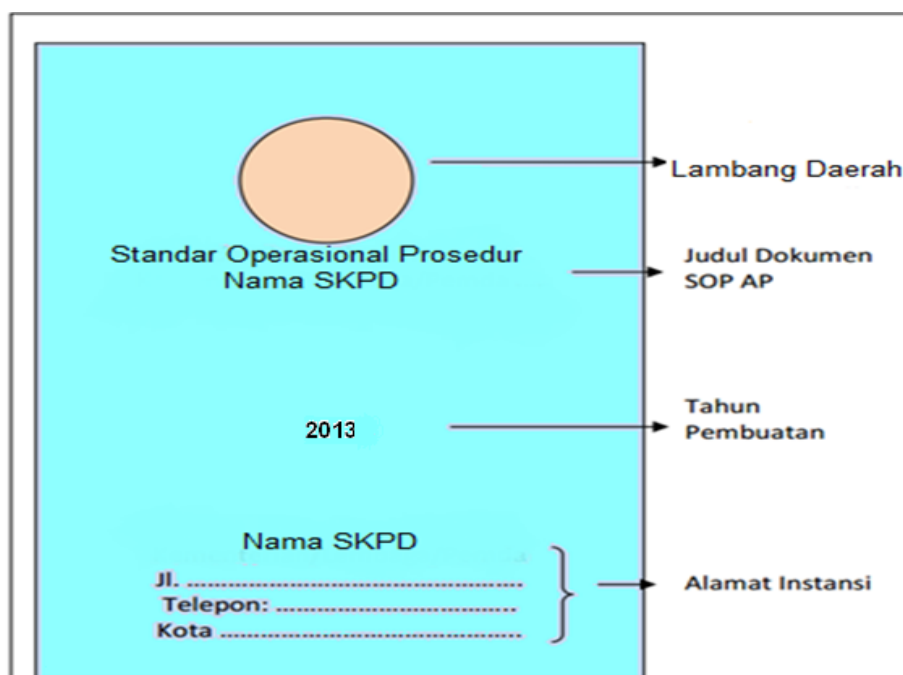 Lambang Daerah
Standar Operasional Prosedur
Nama SKPD
Judul Dokumen
SOP AP
2013
Tahun
Pembuatan
Nama SKPD
Jl. ................................................
Telepon: ...................................
Kota ...........................................
Alamat Instansi